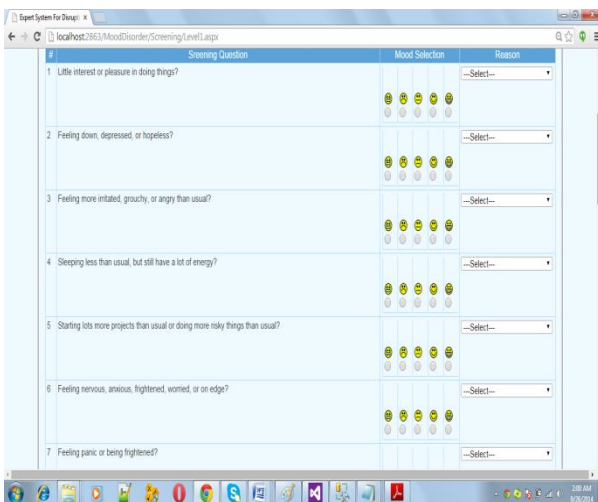 Expert System For Disrupt
localhost:2863/MoodDisorder/Screening/Level1.aspx
# Sreening Question Mood Selection Reason
1 Little interest or pleasure in doing things? ---Select---
2 Feeling down, depressed, or hopeless? ---Select---
3 Feeling more irritated, grouchy, or angry than usual? ---Select---
4 Sleeping less than usual, but still have a lot of energy? ---Select---
5 Starting lots more projects than usual or doing more risky things than usual? ---Select---
6 Feeling nervous, anxious, frightened, worried, or on edge? ---Select---
7 Feeling panic or being frightened? ---Select---
2:00 AM
9/26/2014